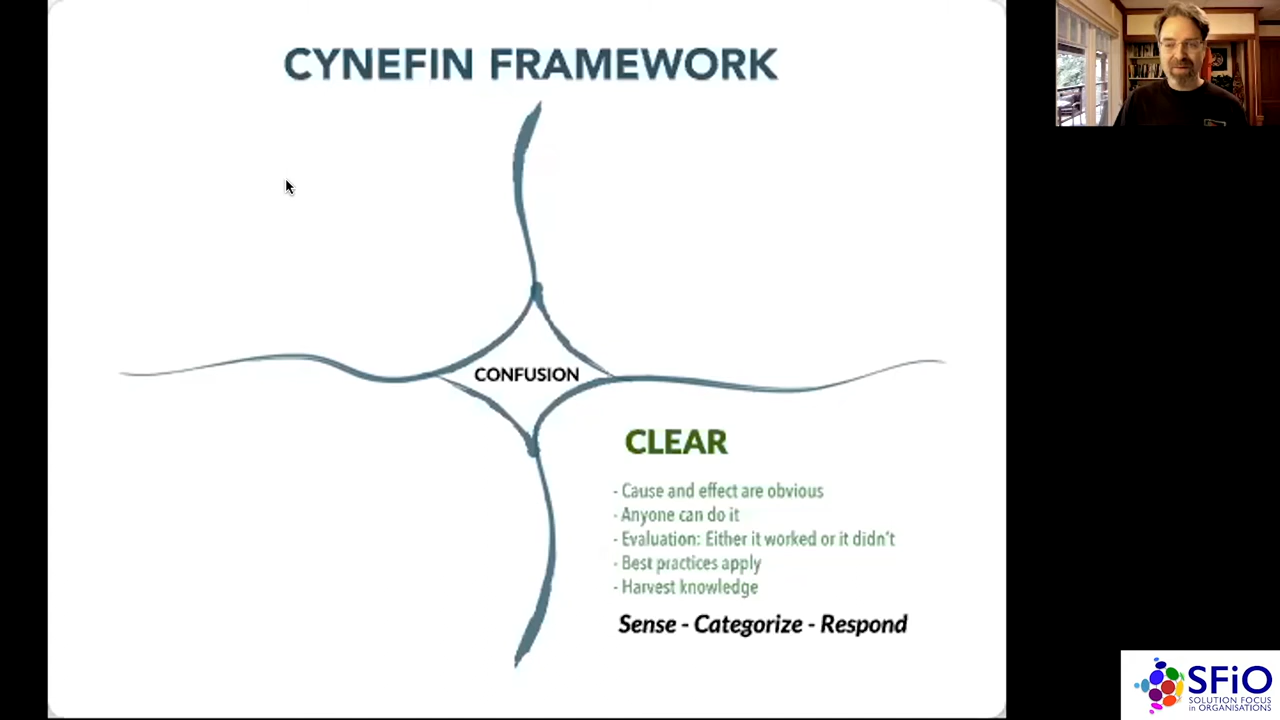 CYNEFIN FRAMEWORK
CONFUSION
CLEAR
- Cause and effect are obvious
- Anyone can do it
- Evaluation: Either it worked or it didn't
- Best practices apply
- Harvest knowledge
Sense - Categorize - Respond
SFiO
SOLUTION FOCUS
in ORGANISATIONS